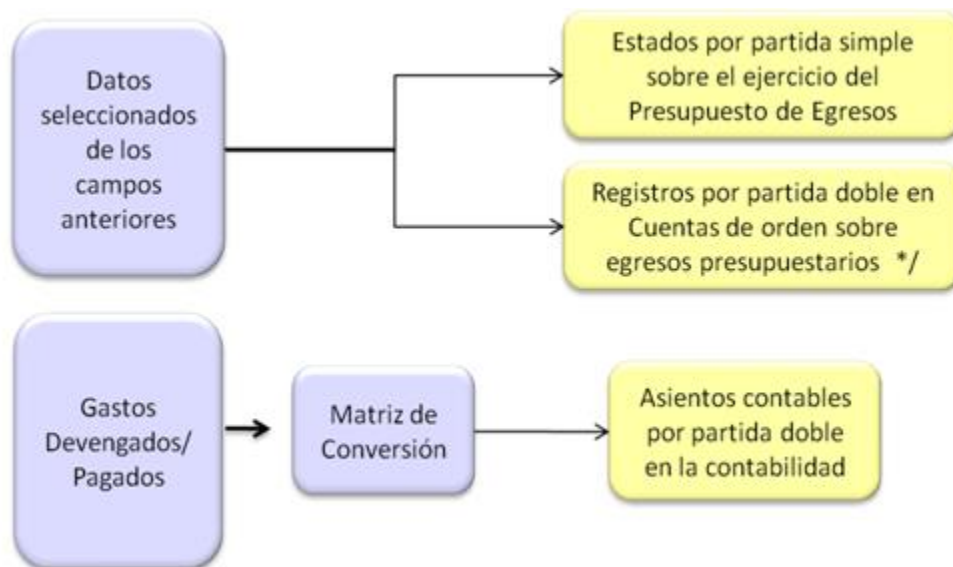 Datos
seleccionados
de los
campos
anteriores
Estados por partida simple
sobre el ejercicio del
Presupuesto de Egresos
Registros por partida doble en
Cuentas de orden sobre
egresos presupuestarios */
Gastos
Devengados/
Pagados
Matriz de
Conversión
Asientos contables
por partida doble
en la contabilidad